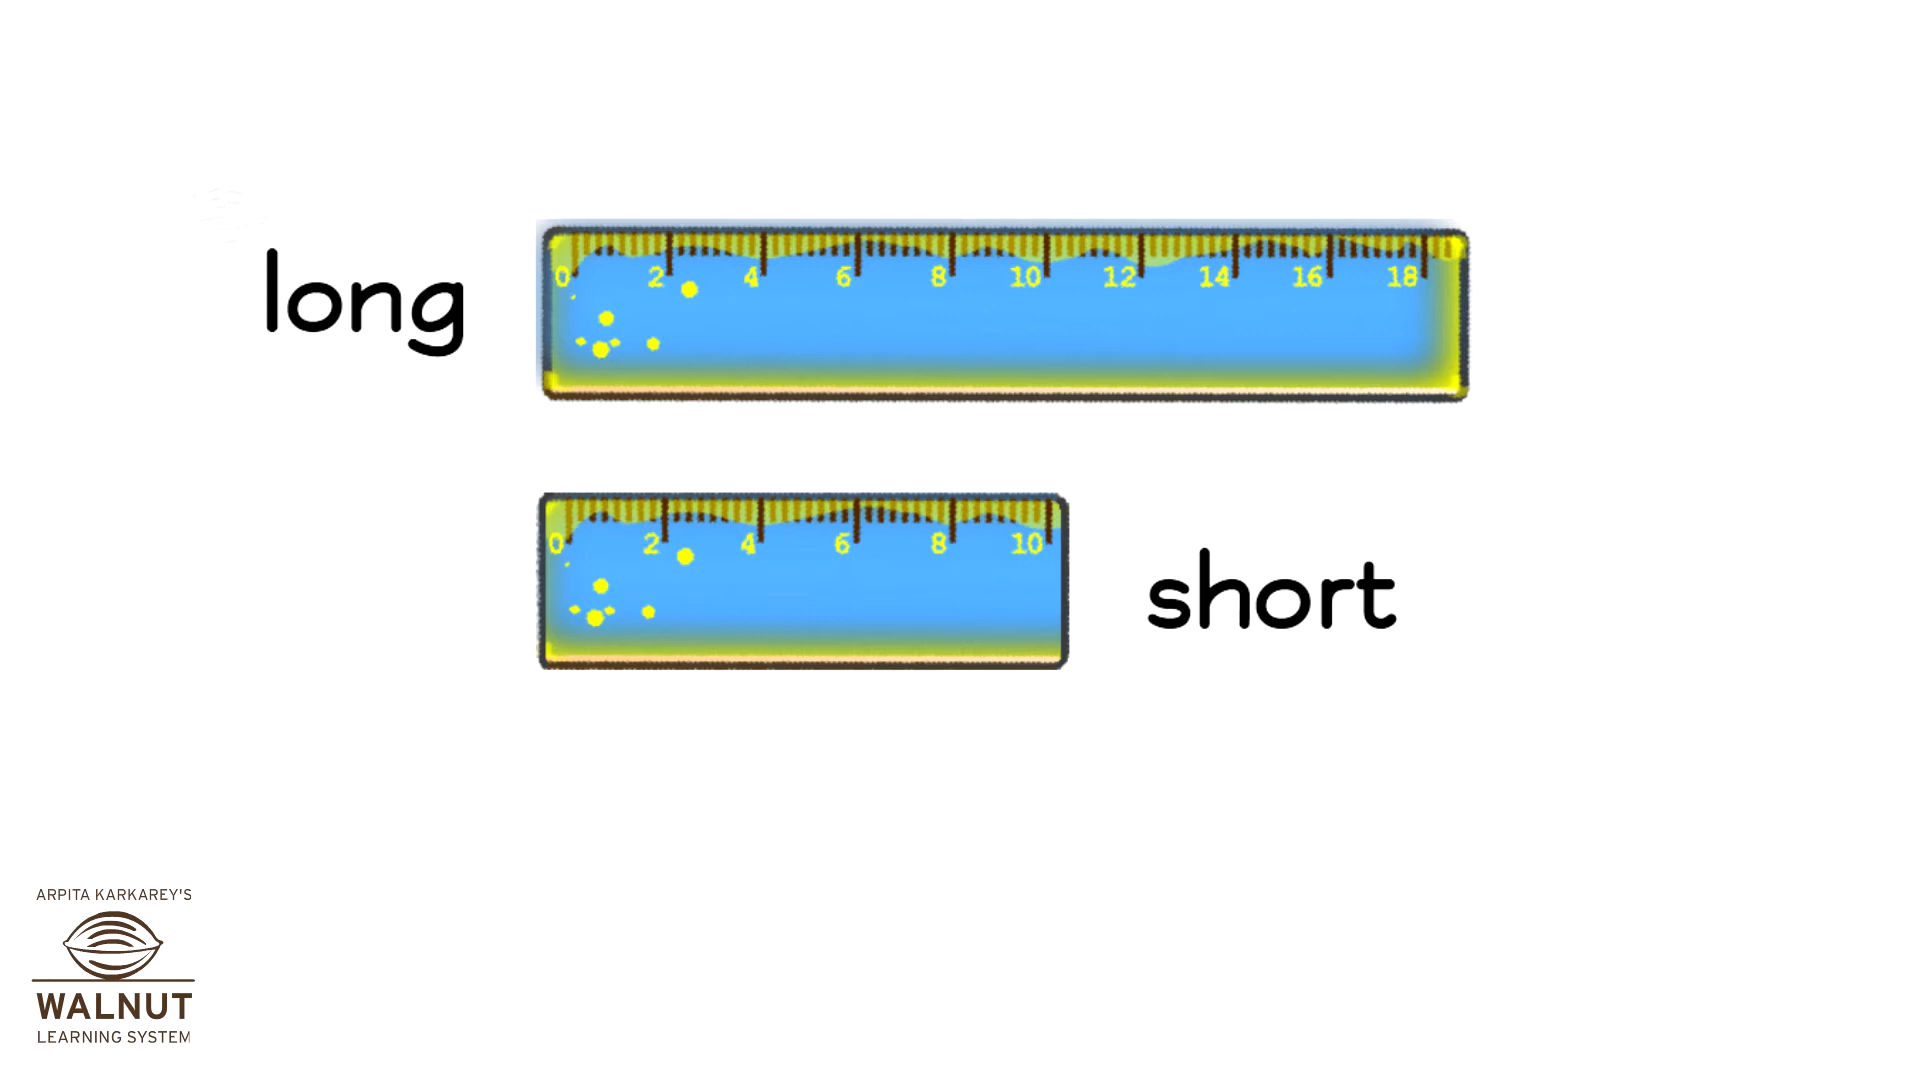 long
0 2 4 6 8 10 12 14 16 18
0 2 4 6 8 10
short
ARPITA KARKAREY'S
WALNUT
LEARNING SYSTEM